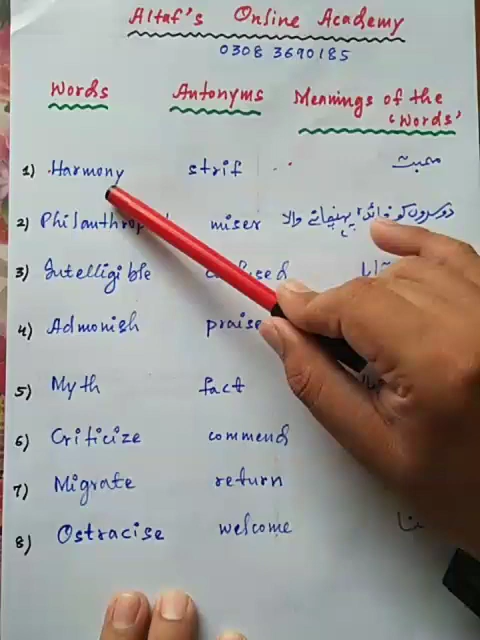 Altaf's Online Academy
0308 3690185
Words Antonyms Meanings of the 'Words'
1) Harmony strif محبت
2) miser دوسروں کو فائدہ پہنچانے والا
3) Intelligible
4) Admonish praise
5) Myth fact
6) Criticize commend
7) Migrate return
8) Ostracise welcome